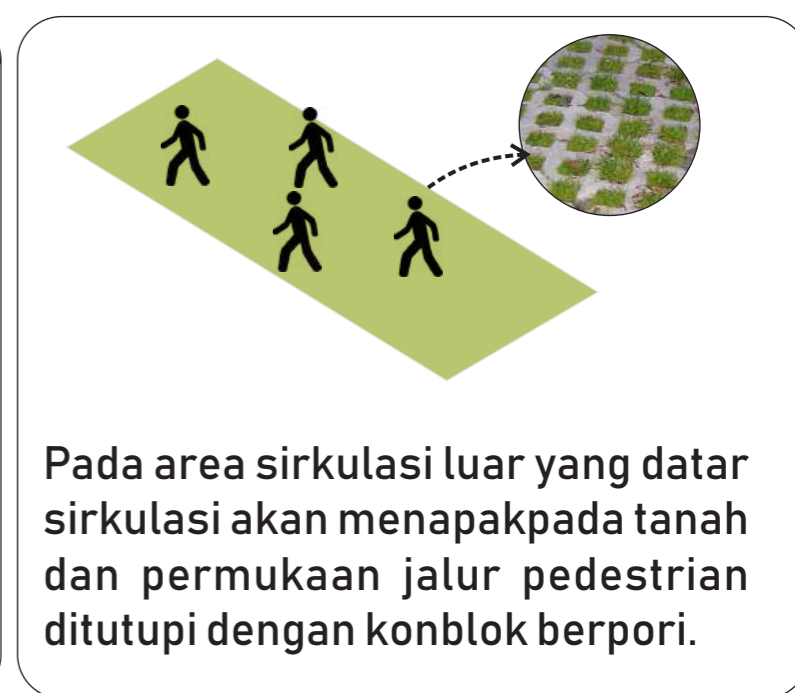 Pada area sirkulasi luar yang datar
sirkulasi akan menapakpada tanah
dan permukaan jalur pedestrian
ditutupi dengan konblok berpori.